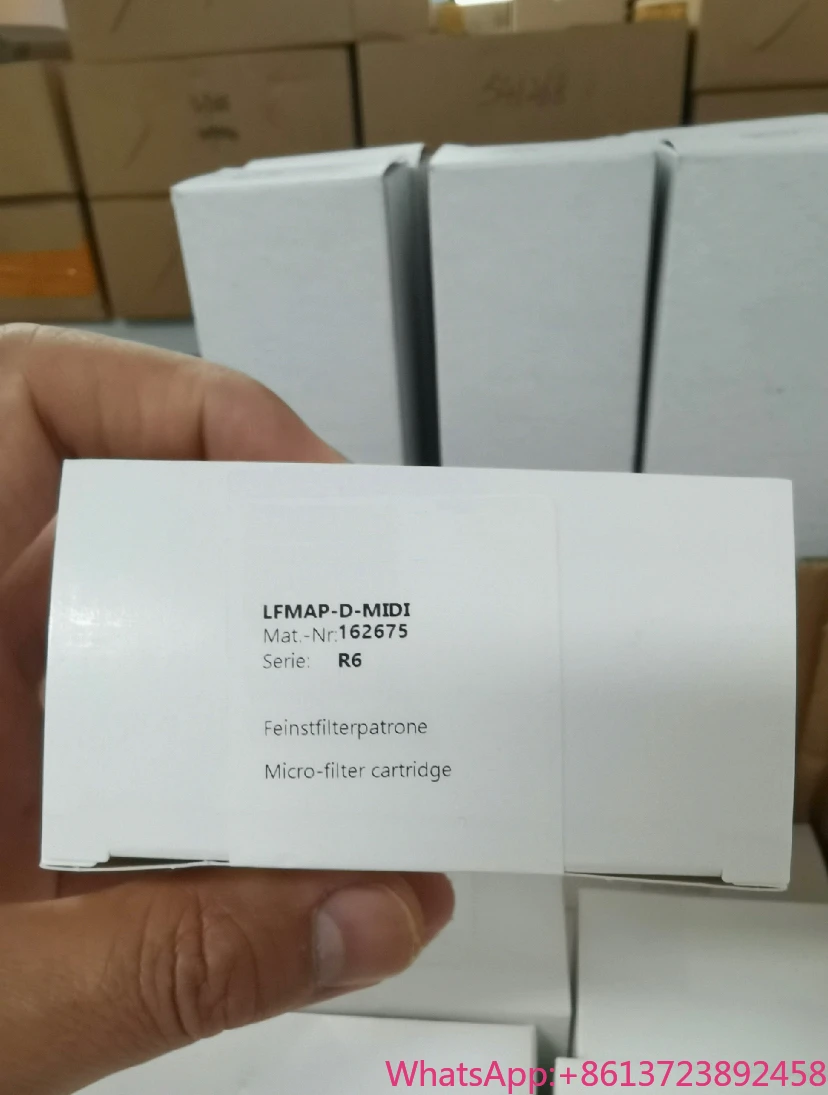 LFMAP-D-MIDI
Mat.-Nr:162675
Serie: R6
Feinstfilterpatrone
Micro-filter cartridge
WhatsApp:+8613723892458